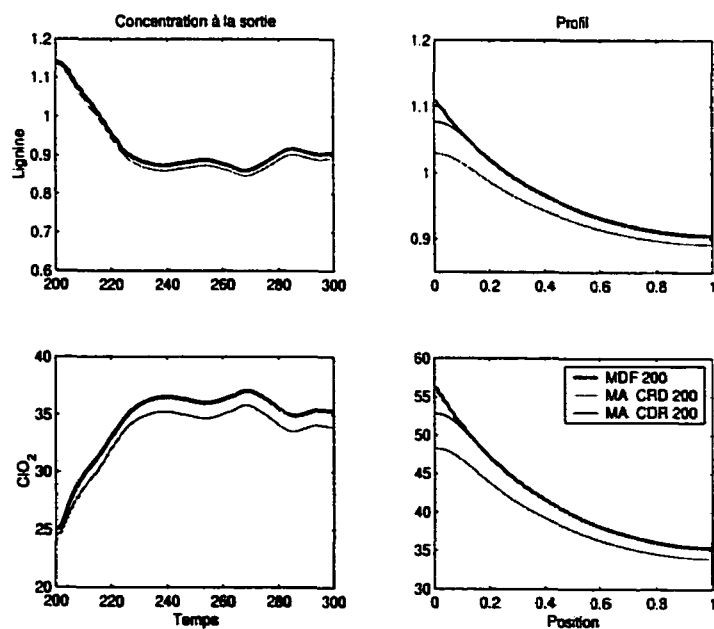 Concentration à la sortie
Profil
1.2
1.1
1
0.9
0.8
0.7
0.6
Lignine
200 220 240 260 280 300
1.2
1.1
1
0.9
0 0.2 0.4 0.6 0.8 1
40
35
30
25
20
ClO2
200 220 240 260 280 300
Temps
60
55
50
45
40
35
30
MDF 200
MA CRD 200
MA CDR 200
0 0.2 0.4 0.6 0.8 1
Position